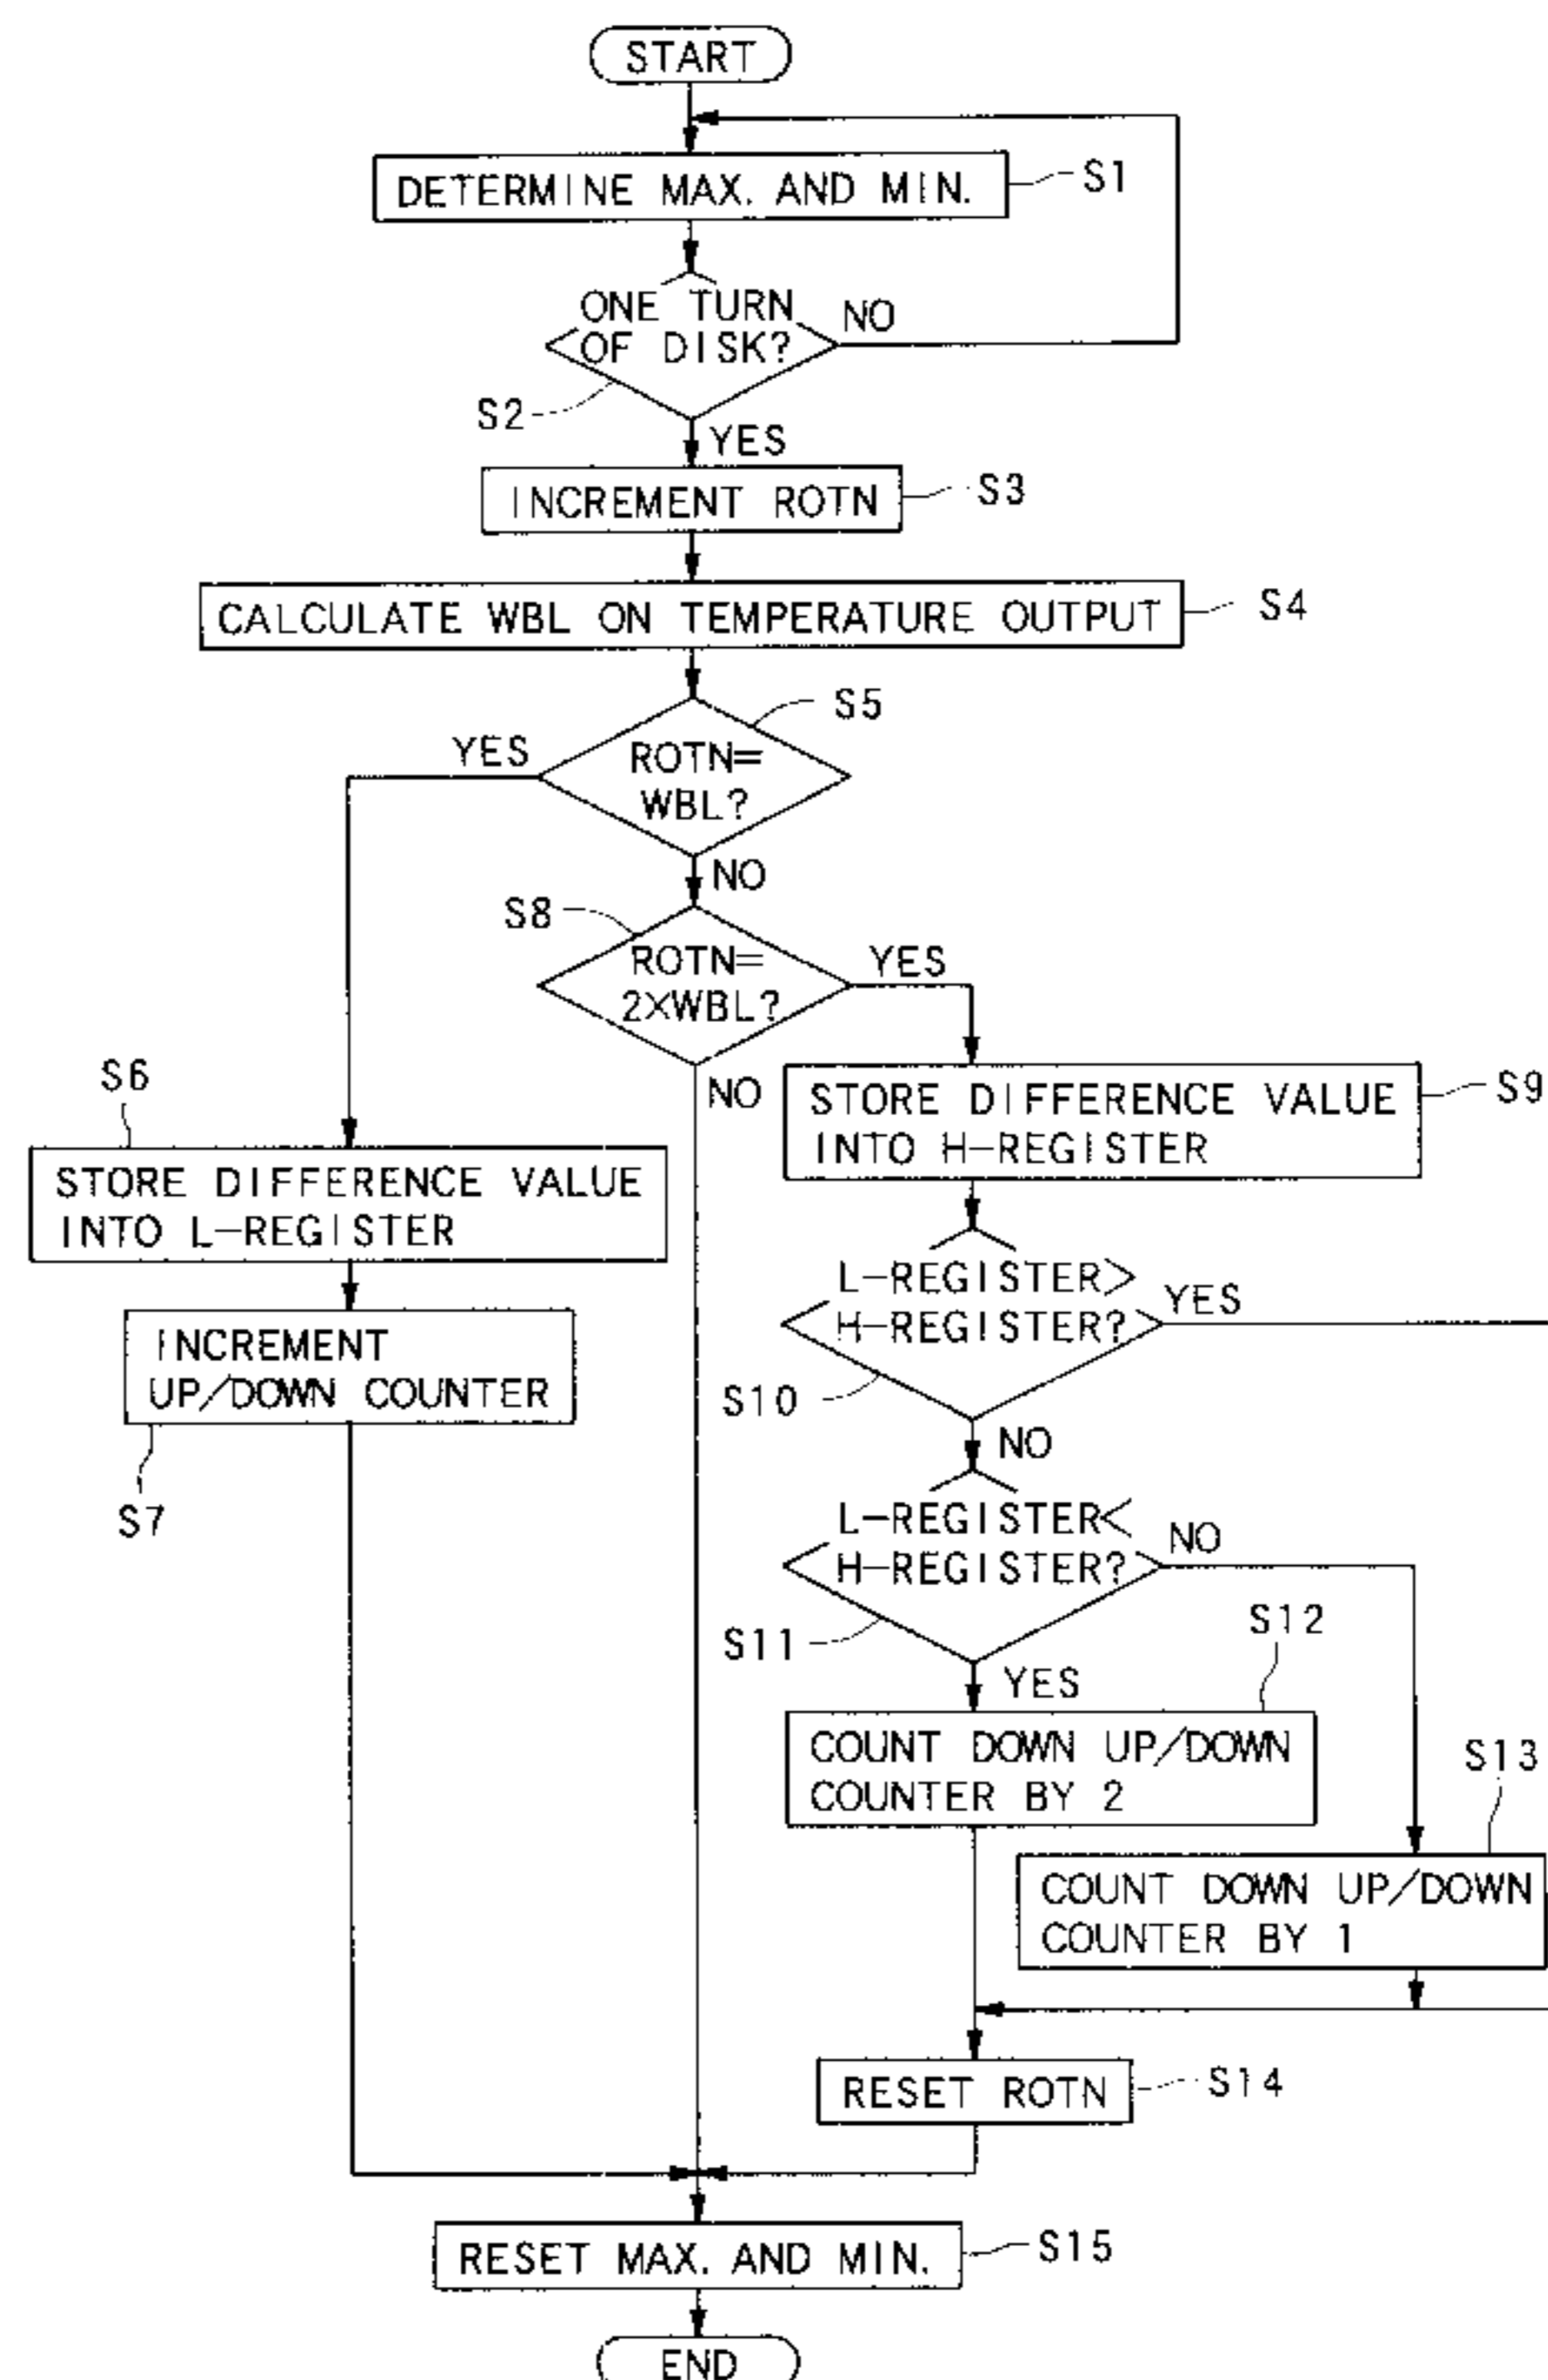 START
DETERMINE MAX. AND MIN.
S1
ONE TURN
OF DISK?
NO
S2
YES
INCREMENT ROTN
S3
CALCULATE WBL ON TEMPERATURE OUTPUT
S4
S5
YES
ROTN=
WBL?
NO
S8
ROTN=
2×WBL?
YES
NO
S6
STORE DIFFERENCE VALUE
INTO L-REGISTER
STORE DIFFERENCE VALUE
INTO H-REGISTER
S9
INCREMENT
UP/DOWN COUNTER
S7
L-REGISTER>
H-REGISTER?
YES
S10
NO
L-REGISTER<
H-REGISTER?
NO
S11
YES
S12
COUNT DOWN UP/DOWN
COUNTER BY 2
S13
COUNT DOWN UP/DOWN
COUNTER BY 1
RESET ROTN
S14
RESET MAX. AND MIN.
S15
END